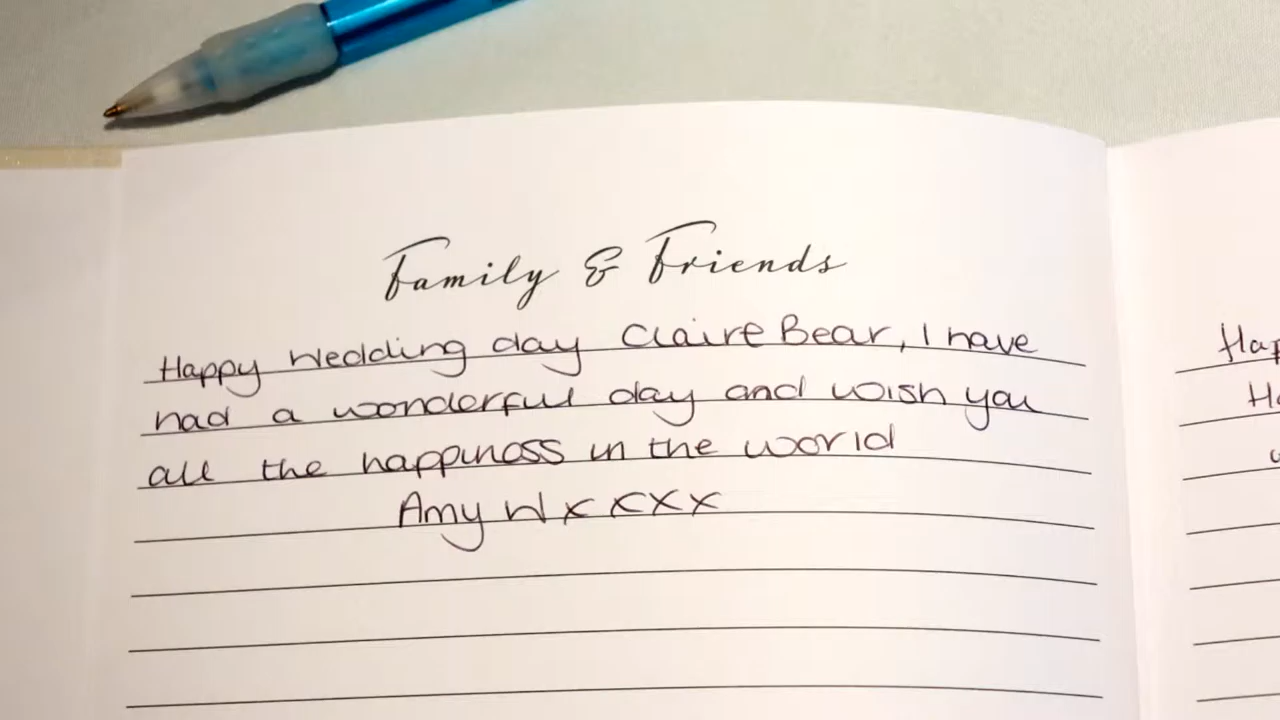 Family & Friends
Happy Wedding day Claire Bear, I have
had a wonderful day and wish you
all the happiness in the world
Amy W x x x x